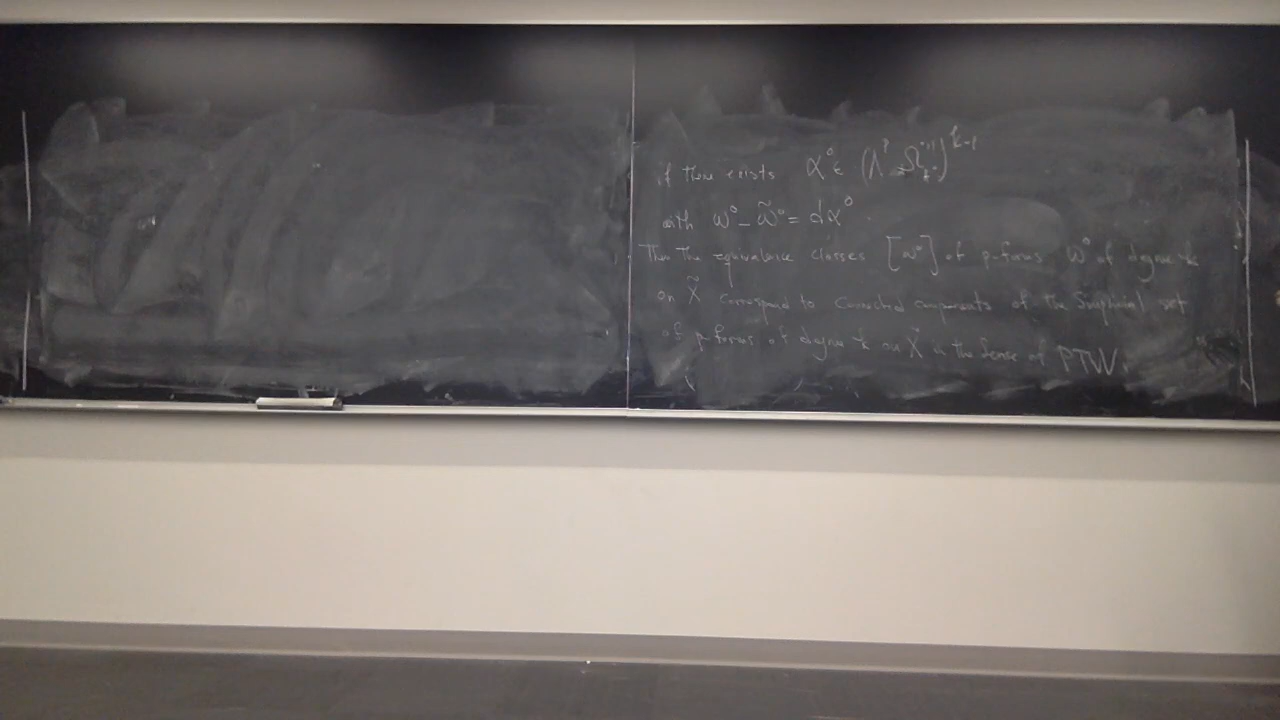 if there exists α⁰ ∈ (Λᵖ Ω)ᵏ⁻¹
with ω⁰ - ω̃⁰ = dα⁰.
Then the equivalence classes [ω⁰] of p-forms ω⁰ of degree k
on X̃ correspond to connected components of the Simplicial set
of p-forms of degree k on X̃ in the sense of PTVV.